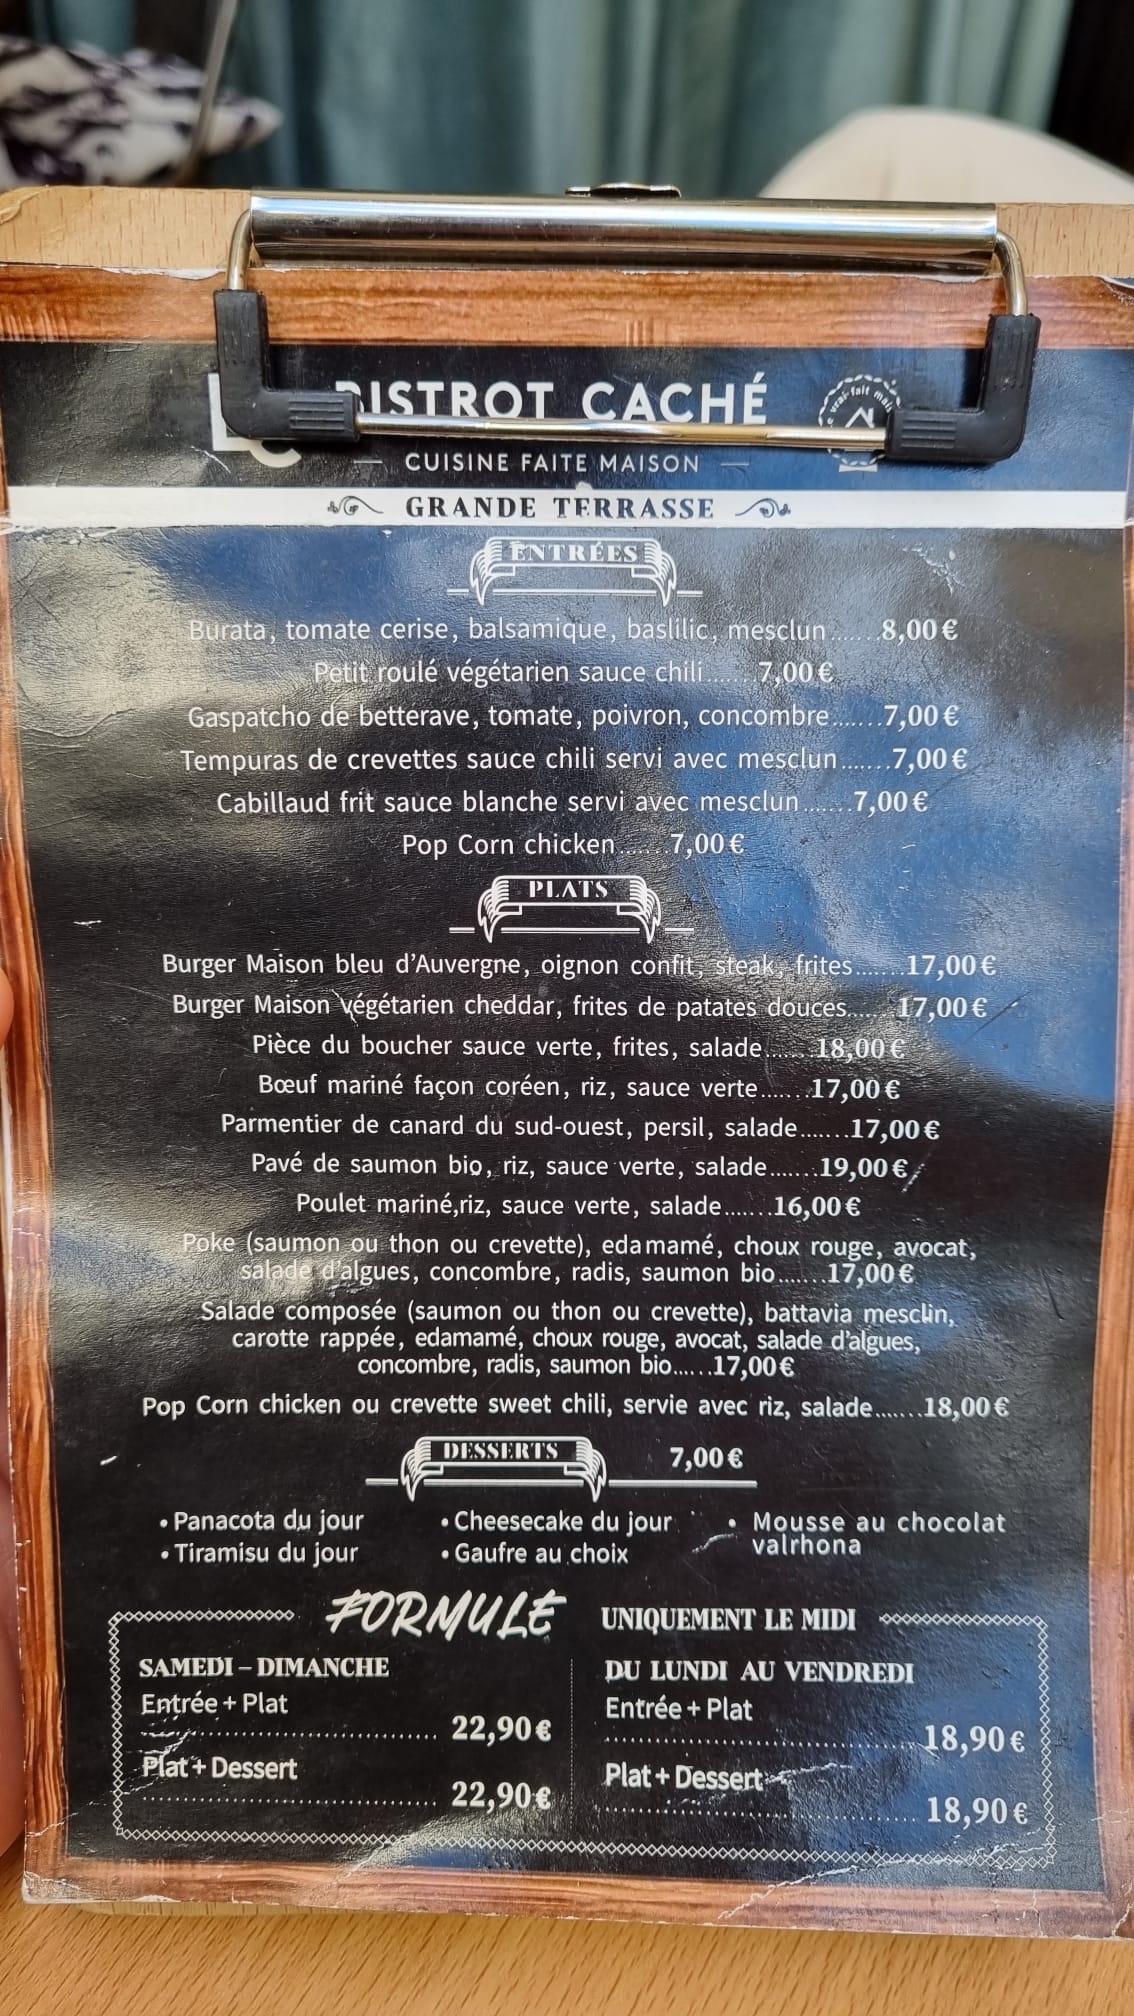 BISTROT CACHÉ
vrai fait mai
CUISINE FAITE MAISON
GRANDE TERRASSE
ENTRÉES
Burata, tomate cerise, balsamique, baslilic, mesclun.......8,00€
Petit roulé végétarien sauce chili.......7,00€
Gaspatcho de betterave, tomate, poivron, concombre.......7,00€
Tempuras de crevettes sauce chili servi avec mesclun.......7,00€
Cabillaud frit sauce blanche servi avec mesclun.......7,00€
Pop Corn chicken.......7,00€
PLATS
Burger Maison bleu d'Auvergne, oignon confit, steak, frites.......17,00€
Burger Maison végétarien cheddar, frites de patates douces.......17,00€
Pièce du boucher sauce verte, frites, salade.......18,00€
Bœuf mariné façon coréen, riz, sauce verte.......17,00€
Parmentier de canard du sud-ouest, persil, salade.......17,00€
Pavé de saumon bio, riz, sauce verte, salade.......19,00€
Poulet mariné,riz, sauce verte, salade.......16,00€
Poke (saumon ou thon ou crevette), edamamé, choux rouge, avocat,
salade d'algues, concombre, radis, saumon bio.......17,00€
Salade composée (saumon ou thon ou crevette), battavia mesclin,
carotte rappée, edamamé, choux rouge, avocat, salade d'algues,
concombre, radis, saumon bio.......17,00€
Pop Corn chicken ou crevette sweet chili, servie avec riz, salade.......18,00€
DESSERTS 7,00€
• Panacota du jour • Cheesecake du jour • Mousse au chocolat
valrhona
• Tiramisu du jour • Gaufre au choix
FORMULE UNIQUEMENT LE MIDI
SAMEDI – DIMANCHE
Entrée + Plat
22,90€
Plat + Dessert
22,90€
DU LUNDI AU VENDREDI
Entrée + Plat
18,90€
Plat + Dessert
18,90€